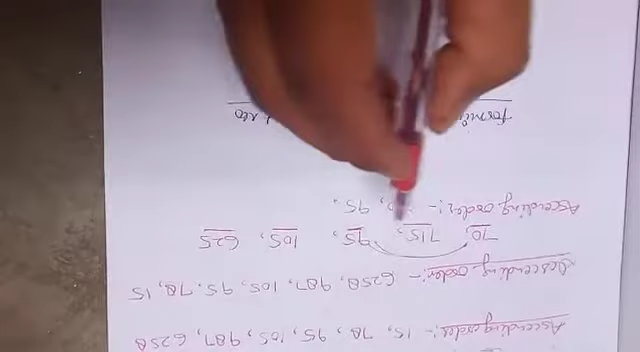 Ascending order:- 15, 78, 95, 105, 987, 6258
Descending order:- 6258, 987, 105, 95, 78, 15
70, 715, 95, 105, 625
Ascending order:- 95,